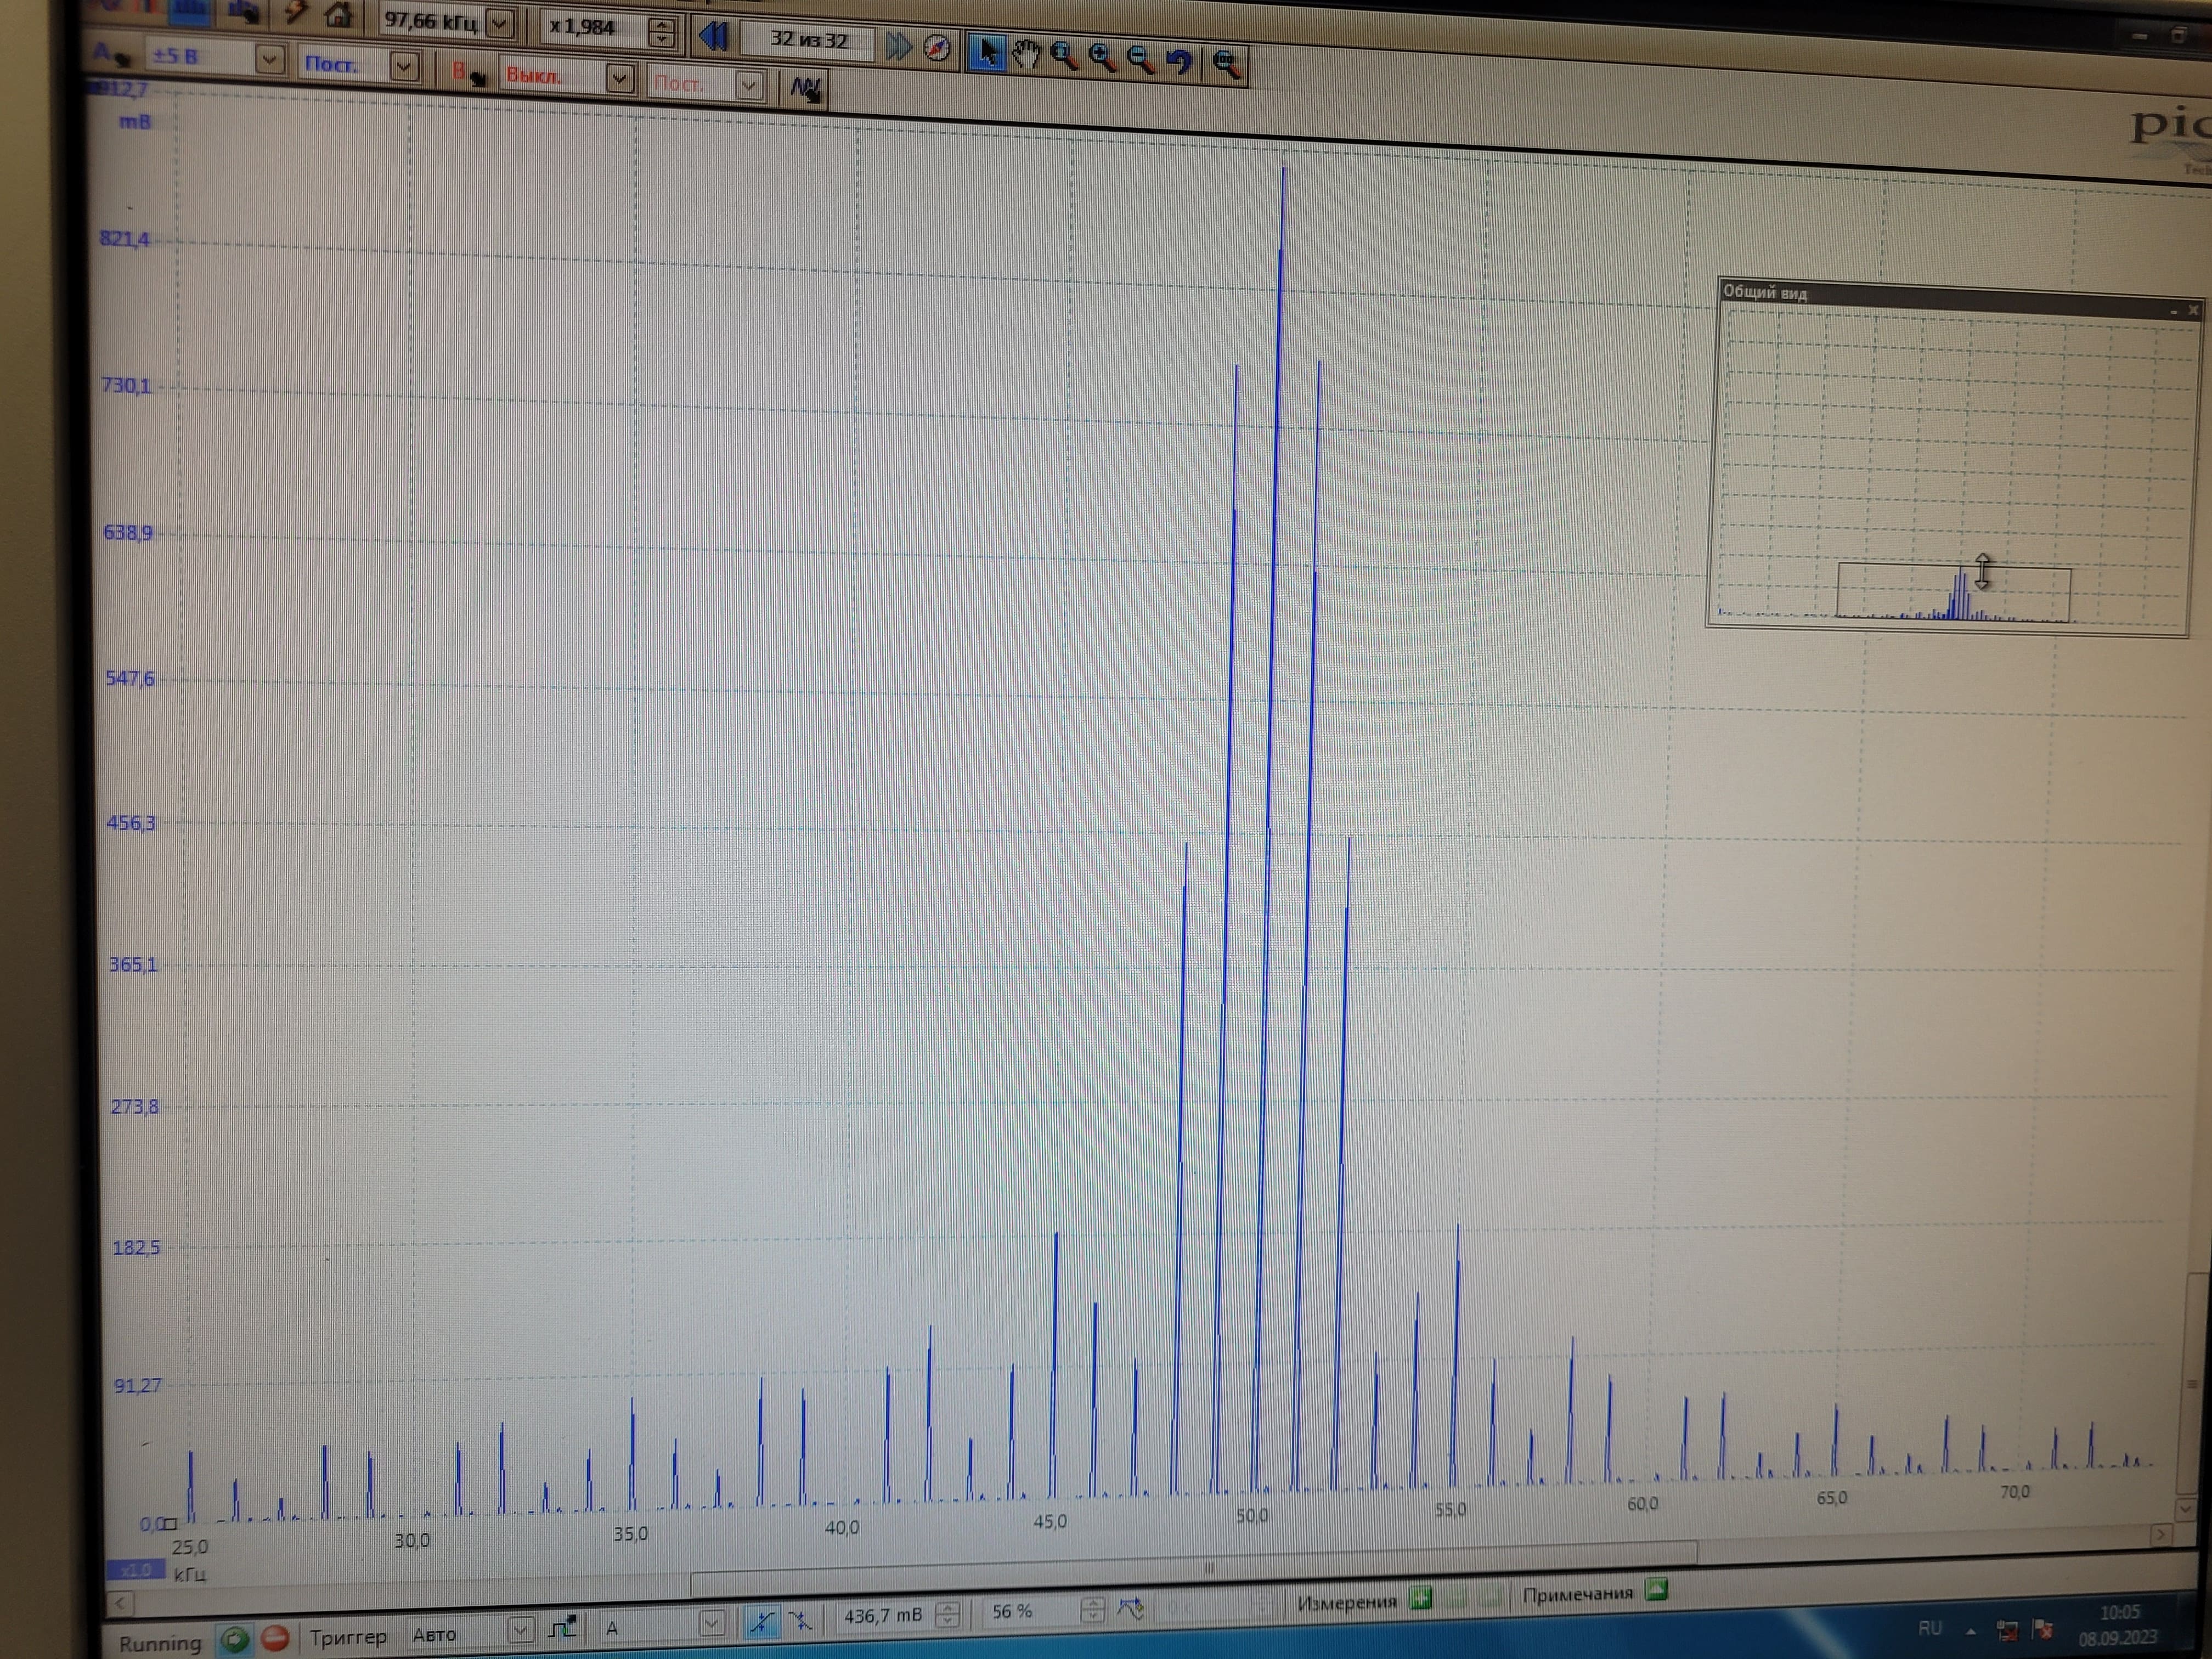 97,66 кГц x 1,984 32 из 32
A ±5 В Пост. B Выкл. Пост.
pic
Tech
912,7
mB
821,4
730,1
638,9
547,6
456,3
365,1
273,8
182,5
91,27
0,0
Общий вид
25,0 30,0 35,0 40,0 45,0 50,0 55,0 60,0 65,0 70,0
x1,0 кГц
Running Триггер Авто A 436,7 mB 56 % Измерения Примечания
RU 10:05
08.09.2023